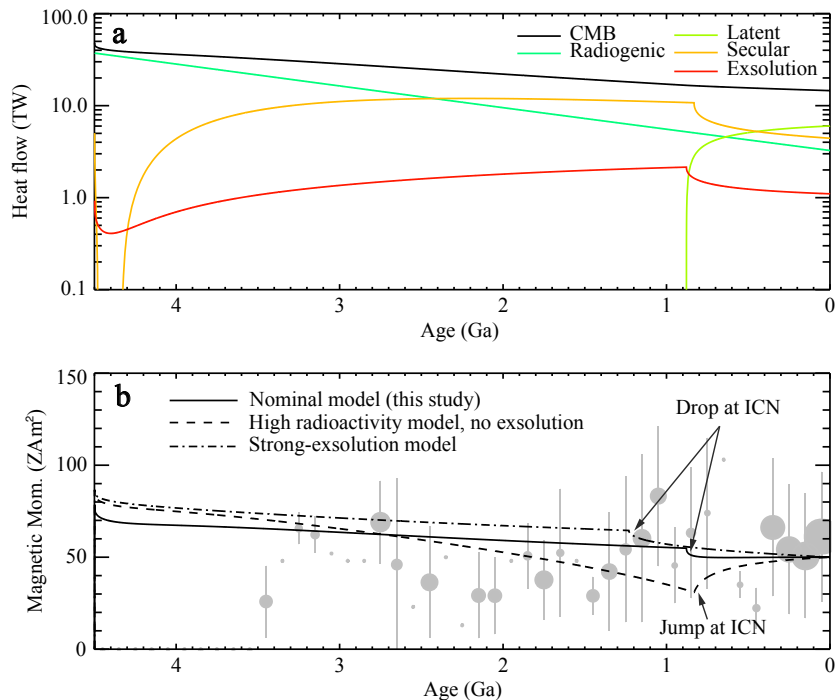 a
CMB
Radiogenic
Latent
Secular
Exsolution
Heat flow (TW)
100.0
10.0
1.0
0.1
4 3 2 1 0
Age (Ga)
b
Nominal model (this study)
High radioactivity model, no exsolution
Strong-exsolution model
Drop at ICN
Jump at ICN
Magnetic Mom. (ZAm²)
150
100
50
0
4 3 2 1 0
Age (Ga)